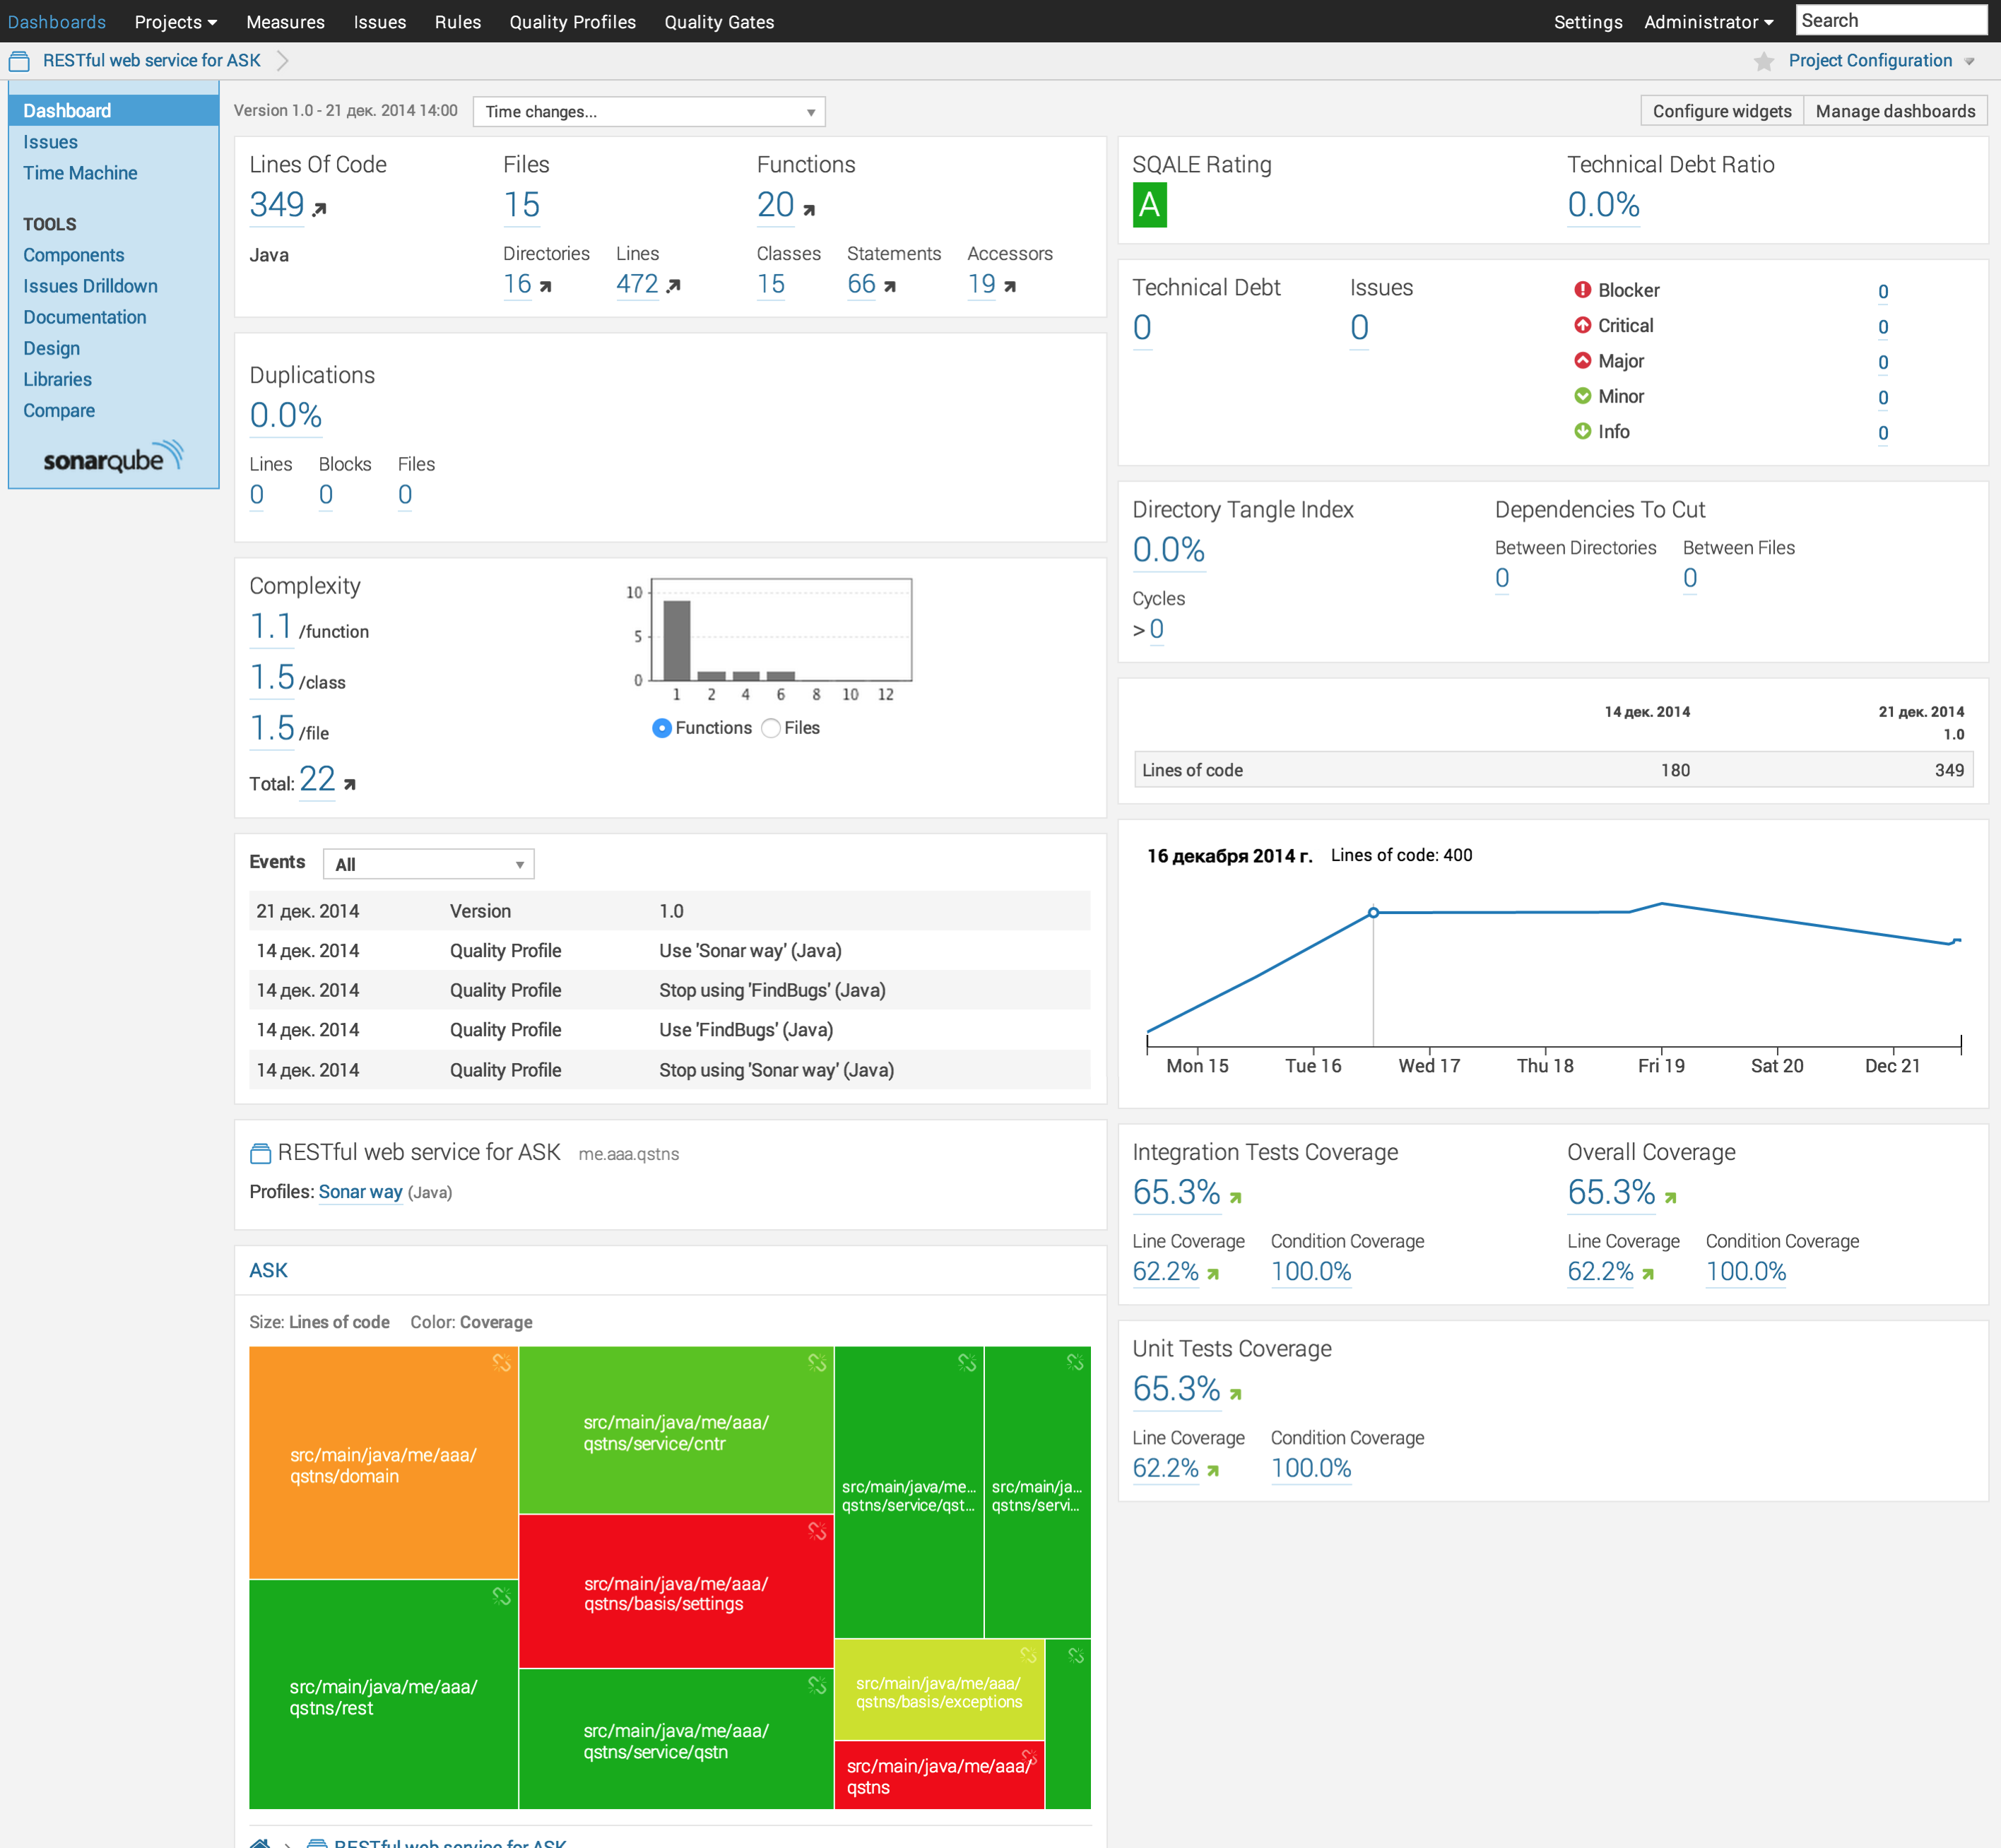 Dashboards Projects Measures Issues Rules Quality Profiles Quality Gates Settings Administrator Search
RESTful web service for ASK Project Configuration
Dashboard
Issues
Time Machine
TOOLS
Components
Issues Drilldown
Documentation
Design
Libraries
Compare
sonarqube
Version 1.0 - 21 дек. 2014 14:00 Time changes... Configure widgets Manage dashboards
Lines Of Code Files Functions
349 15 20
Java
Directories Lines Classes Statements Accessors
16 472 15 66 19
Duplications
0.0%
Lines Blocks Files
0 0 0
Complexity
1.1 /function
1.5 /class
1.5 /file
Total: 22
10
5
0
1 2 4 6 8 10 12
Functions Files
Events All
21 дек. 2014 Version 1.0
14 дек. 2014 Quality Profile Use 'Sonar way' (Java)
14 дек. 2014 Quality Profile Stop using 'FindBugs' (Java)
14 дек. 2014 Quality Profile Use 'FindBugs' (Java)
14 дек. 2014 Quality Profile Stop using 'Sonar way' (Java)
RESTful web service for ASK me.aaa.qstns
Profiles: Sonar way (Java)
ASK
Size: Lines of code Color: Coverage
src/main/java/me/aaa/
qstns/domain
src/main/java/me/aaa/
qstns/rest
src/main/java/me/aaa/
qstns/service/cntr
src/main/java/me/aaa/
qstns/basis/settings
src/main/java/me/aaa/
qstns/service/qstn
src/main/java/me...
qstns/service/qst...
src/main/ja...
qstns/servi...
src/main/java/me/aaa/
qstns/basis/exceptions
src/main/java/me/aaa/
qstns
RESTful web service for ASK
SQALE Rating Technical Debt Ratio
A 0.0%
Technical Debt Issues
0 0
Blocker 0
Critical 0
Major 0
Minor 0
Info 0
Directory Tangle Index Dependencies To Cut
0.0%
Between Directories Between Files
0 0
Cycles
> 0
14 дек. 2014 21 дек. 2014
1.0
Lines of code 180 349
16 декабря 2014 г. Lines of code: 400
Mon 15 Tue 16 Wed 17 Thu 18 Fri 19 Sat 20 Dec 21
Integration Tests Coverage Overall Coverage
65.3% 65.3%
Line Coverage Condition Coverage Line Coverage Condition Coverage
62.2% 100.0% 62.2% 100.0%
Unit Tests Coverage
65.3%
Line Coverage Condition Coverage
62.2% 100.0%